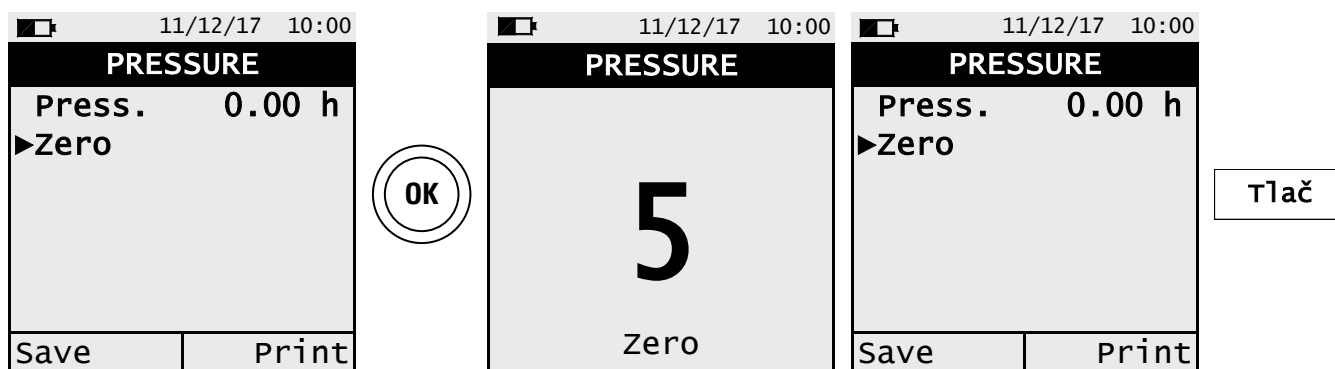 11/12/17 10:00
PRESSURE
Press. 0.00 h
▶Zero
Save Print
OK
11/12/17 10:00
PRESSURE
5
Zero
11/12/17 10:00
PRESSURE
Press. 0.00 h
▶Zero
Save Print
Tlač